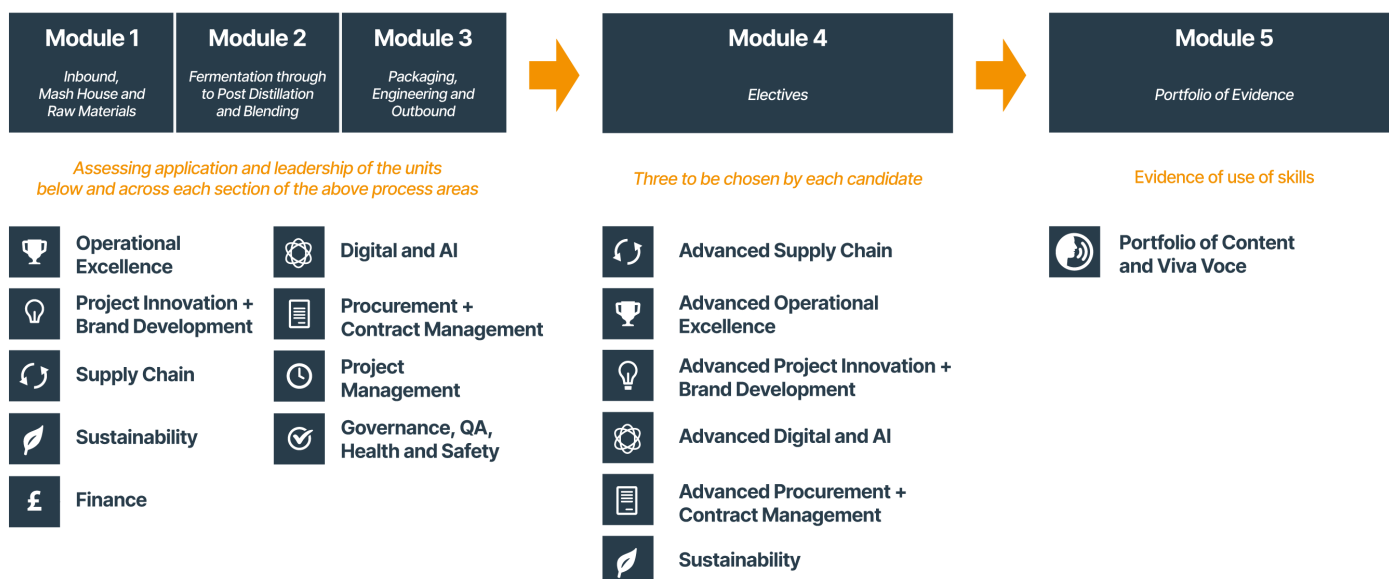 Module 1
Inbound,
Mash House and
Raw Materials
Module 2
Fermentation through
to Post Distillation
and Blending
Module 3
Packaging,
Engineering and
Outbound
Assessing application and leadership of the units
below and across each section of the above process areas
Operational
Excellence
Project Innovation +
Brand Development
Supply Chain
Sustainability
£
Finance
Digital and AI
Procurement +
Contract Management
Project
Management
Governance, QA,
Health and Safety
Module 4
Electives
Three to be chosen by each candidate
Advanced Supply Chain
Advanced Operational
Excellence
Advanced Project Innovation +
Brand Development
Advanced Digital and AI
Advanced Procurement +
Contract Management
Sustainability
Module 5
Portfolio of Evidence
Evidence of use of skills
Portfolio of Content
and Viva Voce